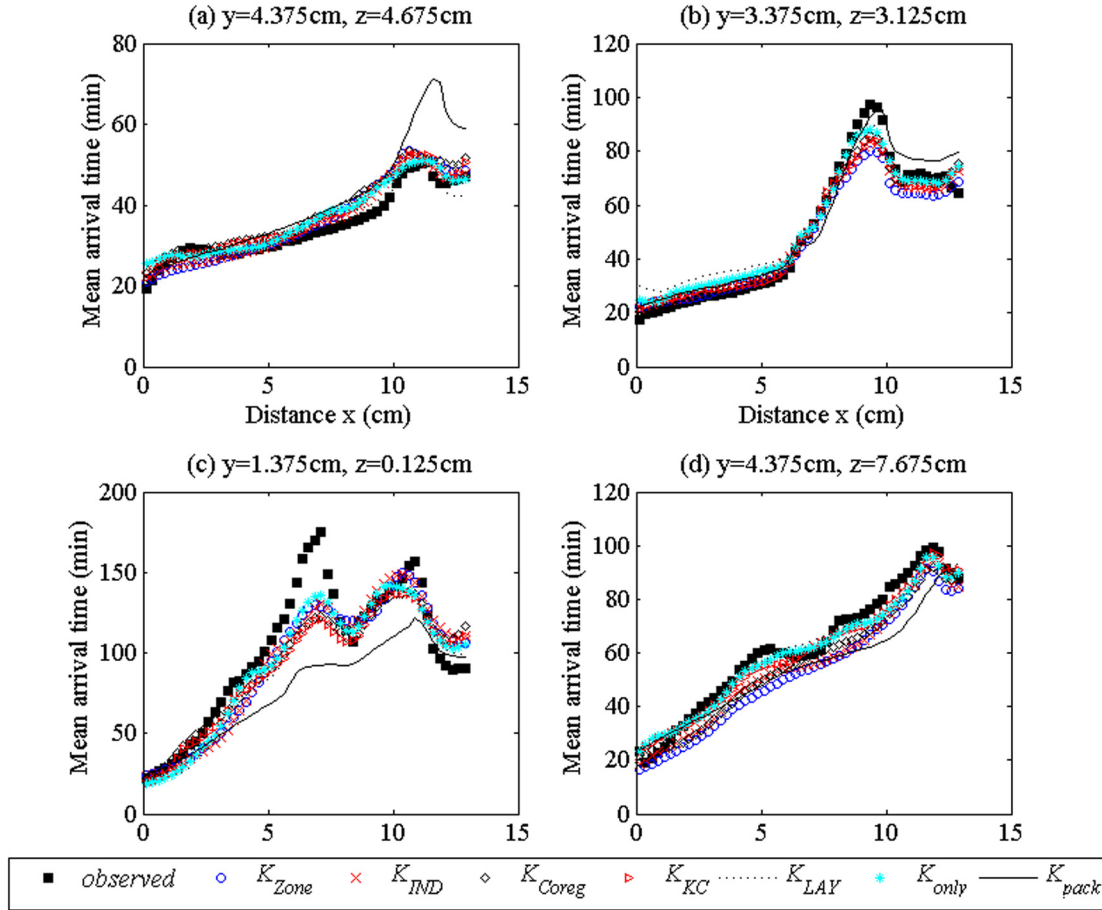 (a) y=4.375cm, z=4.675cm
80
60
40
20
0
0 5 10 15
Mean arrival time (min)
Distance x (cm)
(b) y=3.375cm, z=3.125cm
120
100
80
60
40
20
0
0 5 10 15
Mean arrival time (min)
Distance x (cm)
(c) y=1.375cm, z=0.125cm
200
150
100
50
0
0 5 10 15
Mean arrival time (min)
(d) y=4.375cm, z=7.675cm
120
100
80
60
40
20
0
0 5 10 15
Mean arrival time (min)
observed K_Zone K_IND K_Coreg K_KC K_LAY K_only K_pack